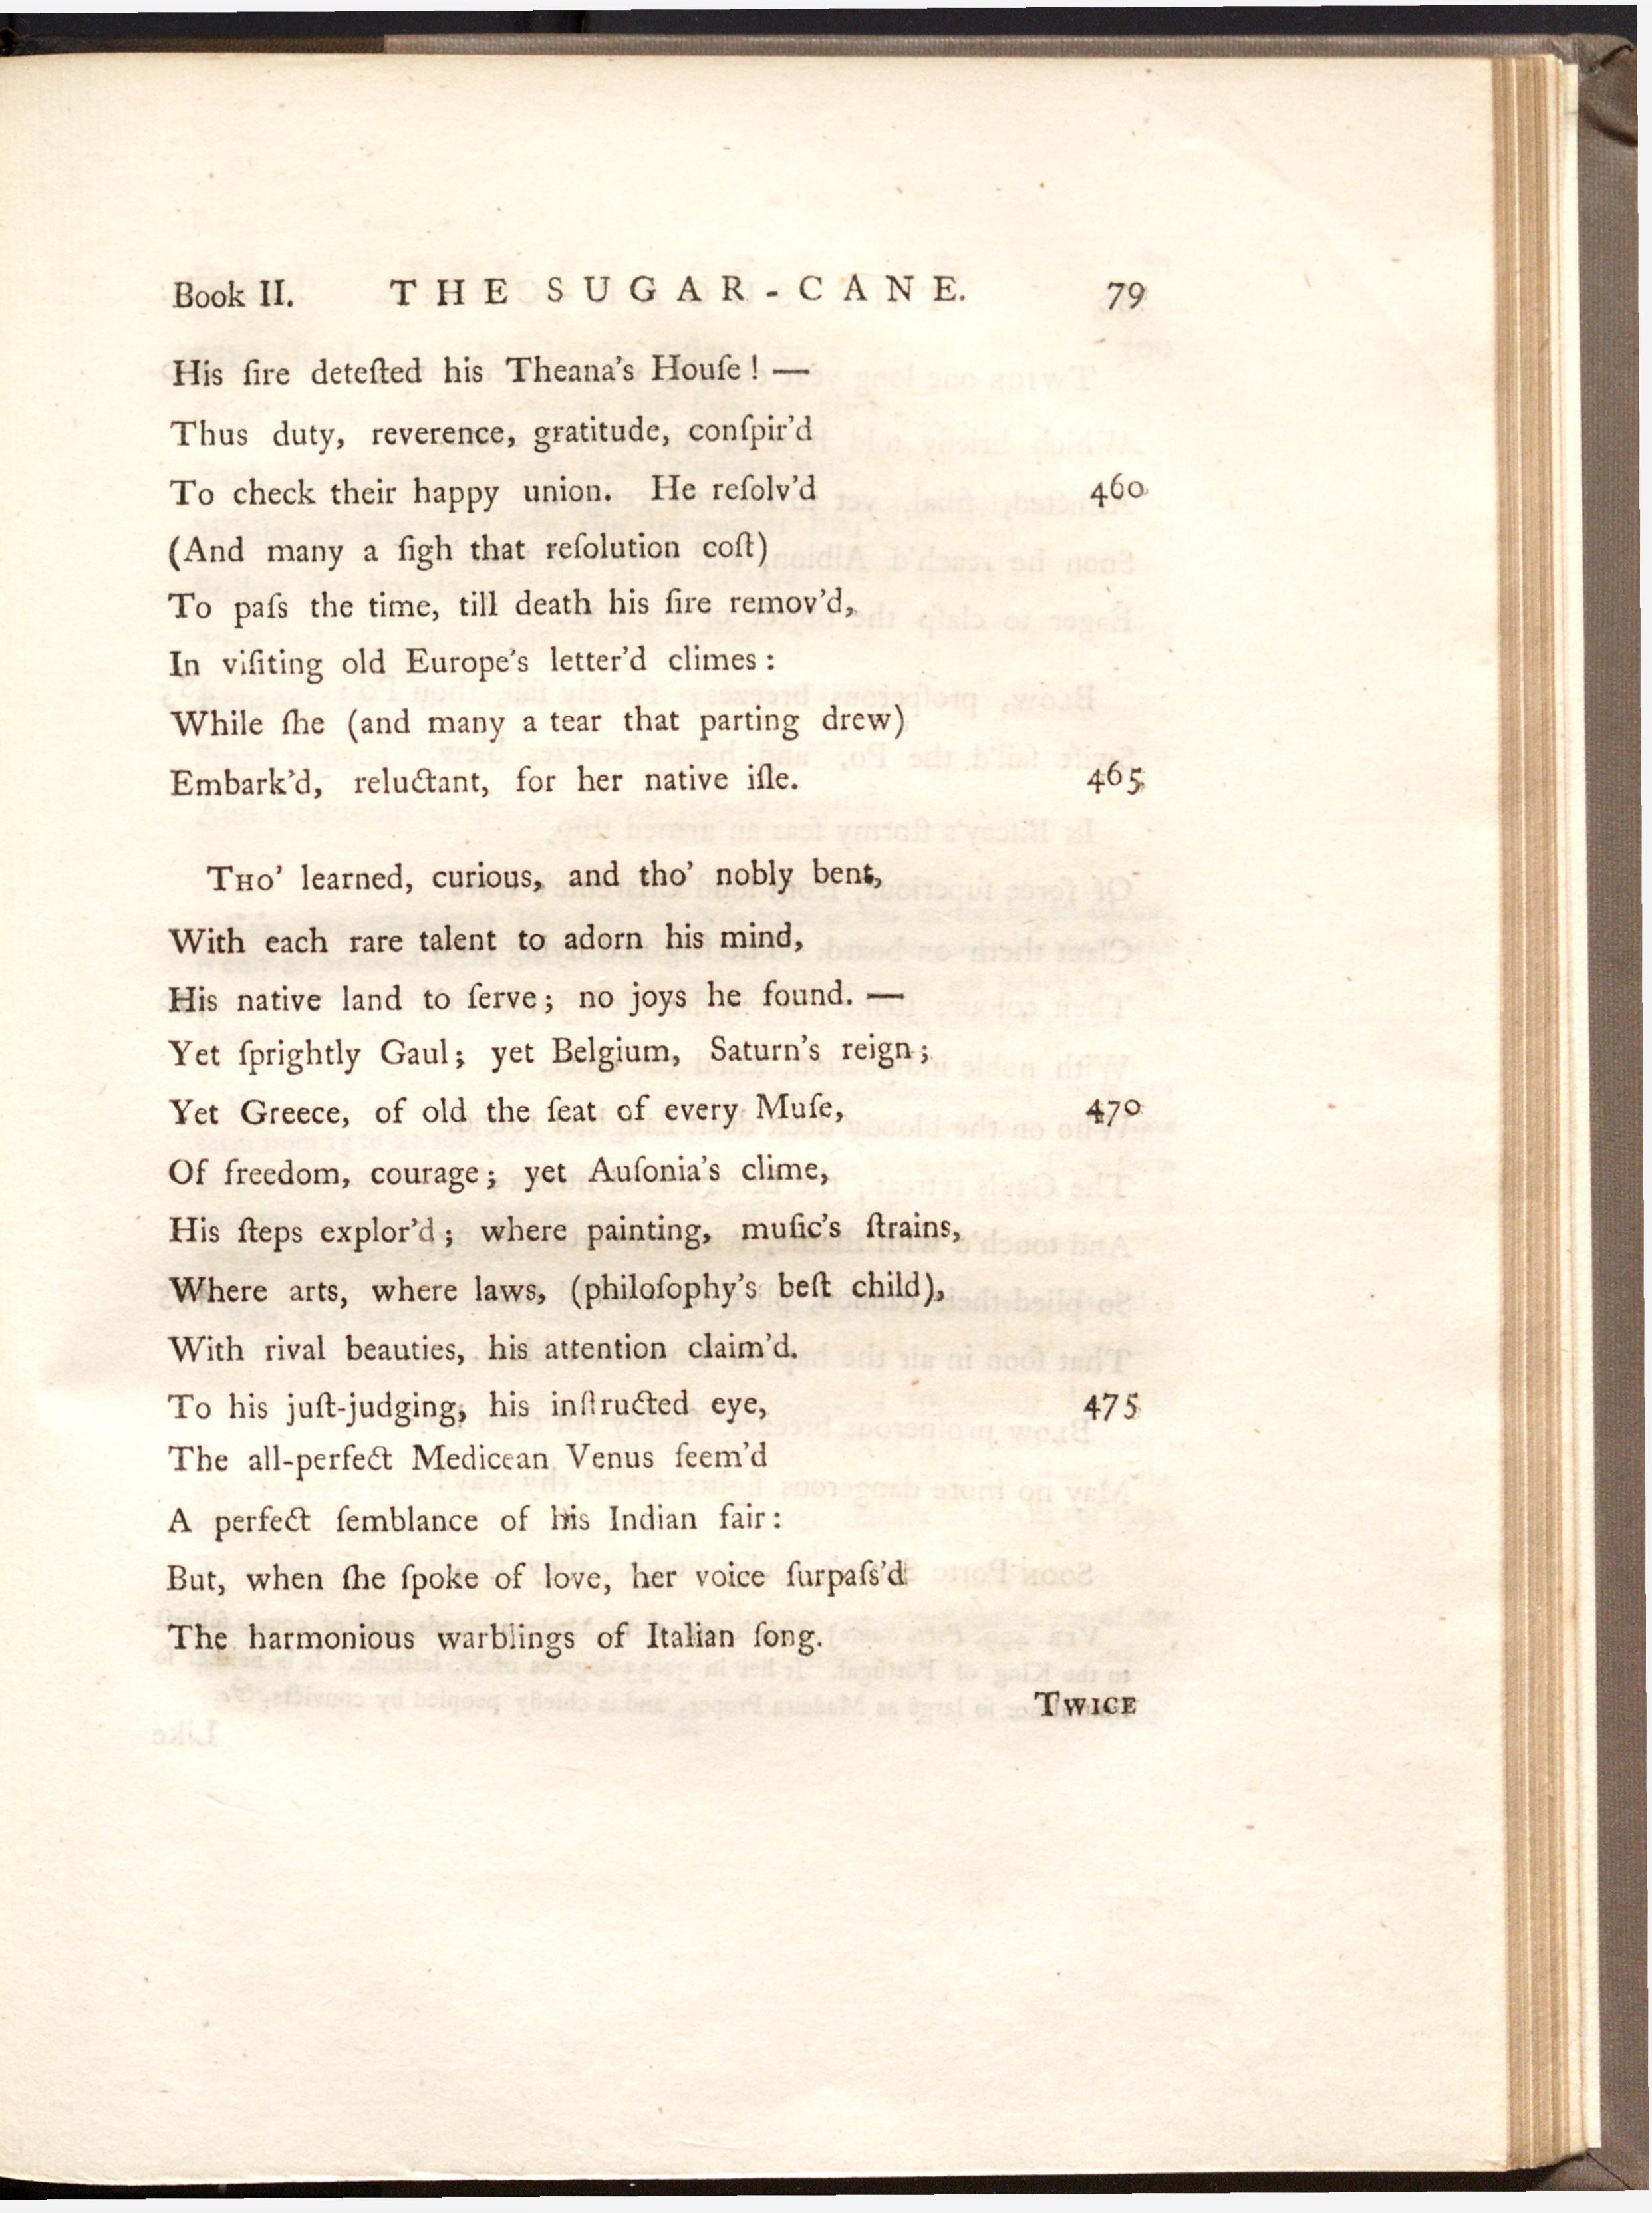 Book II. THE SUGAR-CANE. 79
His ſire deteſted his Theana's Houſe! —
Thus duty, reverence, gratitude, conſpir'd
To check their happy union. He reſolv'd 460
(And many a ſigh that reſolution coſt)
To paſs the time, till death his ſire remov'd,
In viſiting old Europe's letter'd climes:
While ſhe (and many a tear that parting drew)
Embark'd, reluctant, for her native iſle. 465
THO' learned, curious, and tho' nobly bent,
With each rare talent to adorn his mind,
His native land to ſerve; no joys he found. —
Yet ſprightly Gaul; yet Belgium, Saturn's reign;
Yet Greece, of old the ſeat of every Muſe, 470
Of freedom, courage; yet Auſonia's clime,
His ſteps explor'd; where painting, muſic's ſtrains,
Where arts, where laws, (philoſophy's beſt child),
With rival beauties, his attention claim'd.
To his juſt-judging, his inſtructed eye, 475
The all-perfect Medicean Venus ſeem'd
A perfect ſemblance of his Indian fair:
But, when ſhe ſpoke of love, her voice ſurpaſs'd
The harmonious warblings of Italian ſong.
TWICE